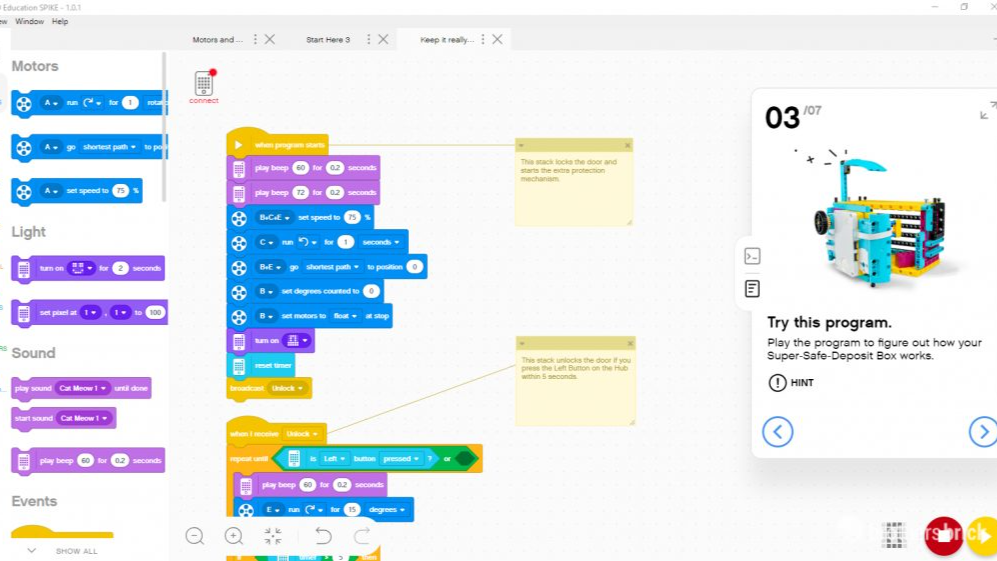 Education SPIKE - 1.0.1
Window Help
Motors and ...
Start Here 3
Keep it really...
connect
Motors
A run for 1
A go shortest path to
A set speed to 75 %
Light
turn on for 2 seconds
set pixel at 1 , 1 to 100
Sound
play sound Cat Meow 1 until done
start sound Cat Meow 1
play beep 60 for 0.2 seconds
Events
SHOW ALL
when program starts
play beep 60 for 0.2 seconds
play beep 72 for 0.2 seconds
B+C+E set speed to 75 %
C run for 1 seconds
B+E go shortest path to position 0
B set degrees counted to 0
B set motors to float at stop
turn on
reset timer
broadcast Unlock
when I receive Unlock
repeat until is Left button pressed ? or
play beep 60 for 0.2 seconds
E run for 15 degrees
This stack locks the door and
starts the extra protection
mechanism.
This stack unlocks the door if you
press the Left Button on the Hub
within 5 seconds.
03 /07
Try this program.
Play the program to figure out how your
Super-Safe-Deposit Box works.
HINT